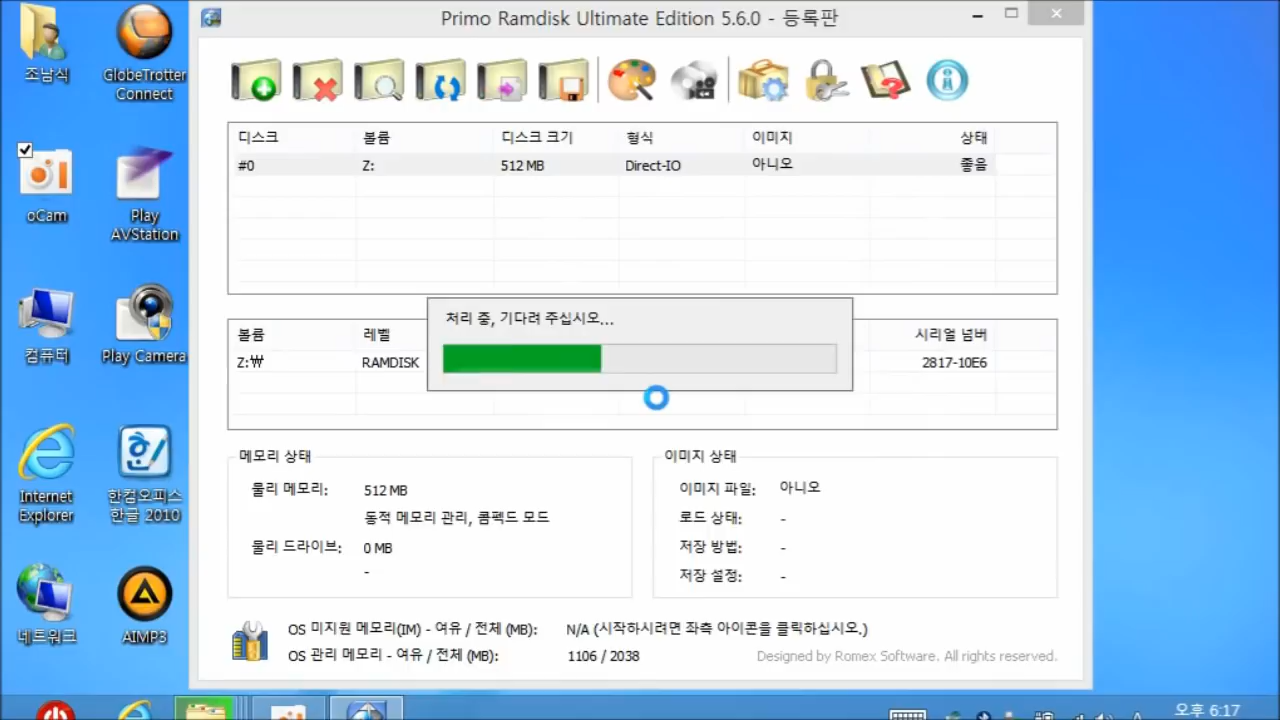 Primo Ramdisk Ultimate Edition 5.6.0 - 등록판
조남식
GlobeTrotter
Connect
oCam
Play
AVStation
컴퓨터
Play Camera
Internet
Explorer
한컴오피스
한글 2010
네트워크
AIMP3
디스크 볼륨 디스크 크기 형식 이미지 상태
#0 Z: 512 MB Direct-IO 아니오 좋음
처리 중, 기다려 주십시오...
볼륨 레벨 시리얼 넘버
Z:₩ RAMDISK 2817-10E6
메모리 상태
물리 메모리: 512 MB
동적 메모리 관리, 콤펙드 모드
물리 드라이브: 0 MB
-
이미지 상태
이미지 파일: 아니오
로드 상태: -
저장 방법: -
저장 설정: -
OS 미지원 메모리(IM) - 여유 / 전체 (MB): N/A (시작하시려면 좌측 아이콘을 클릭하십시오.)
OS 관리 메모리 - 여유 / 전체 (MB): 1106 / 2038
Designed by Romex Software. All rights reserved.
A
오후 6:17